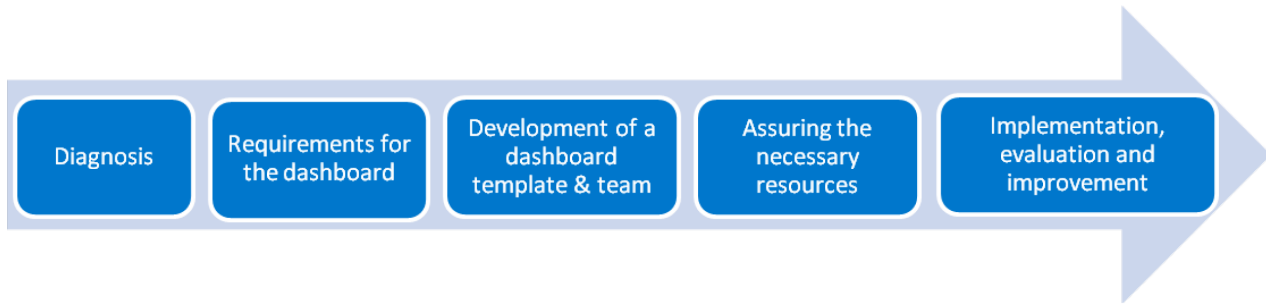 Diagnosis
Requirements for
the dashboard
Development of a
dashboard
template & team
Assuring the
necessary
resources
Implementation,
evaluation and
improvement